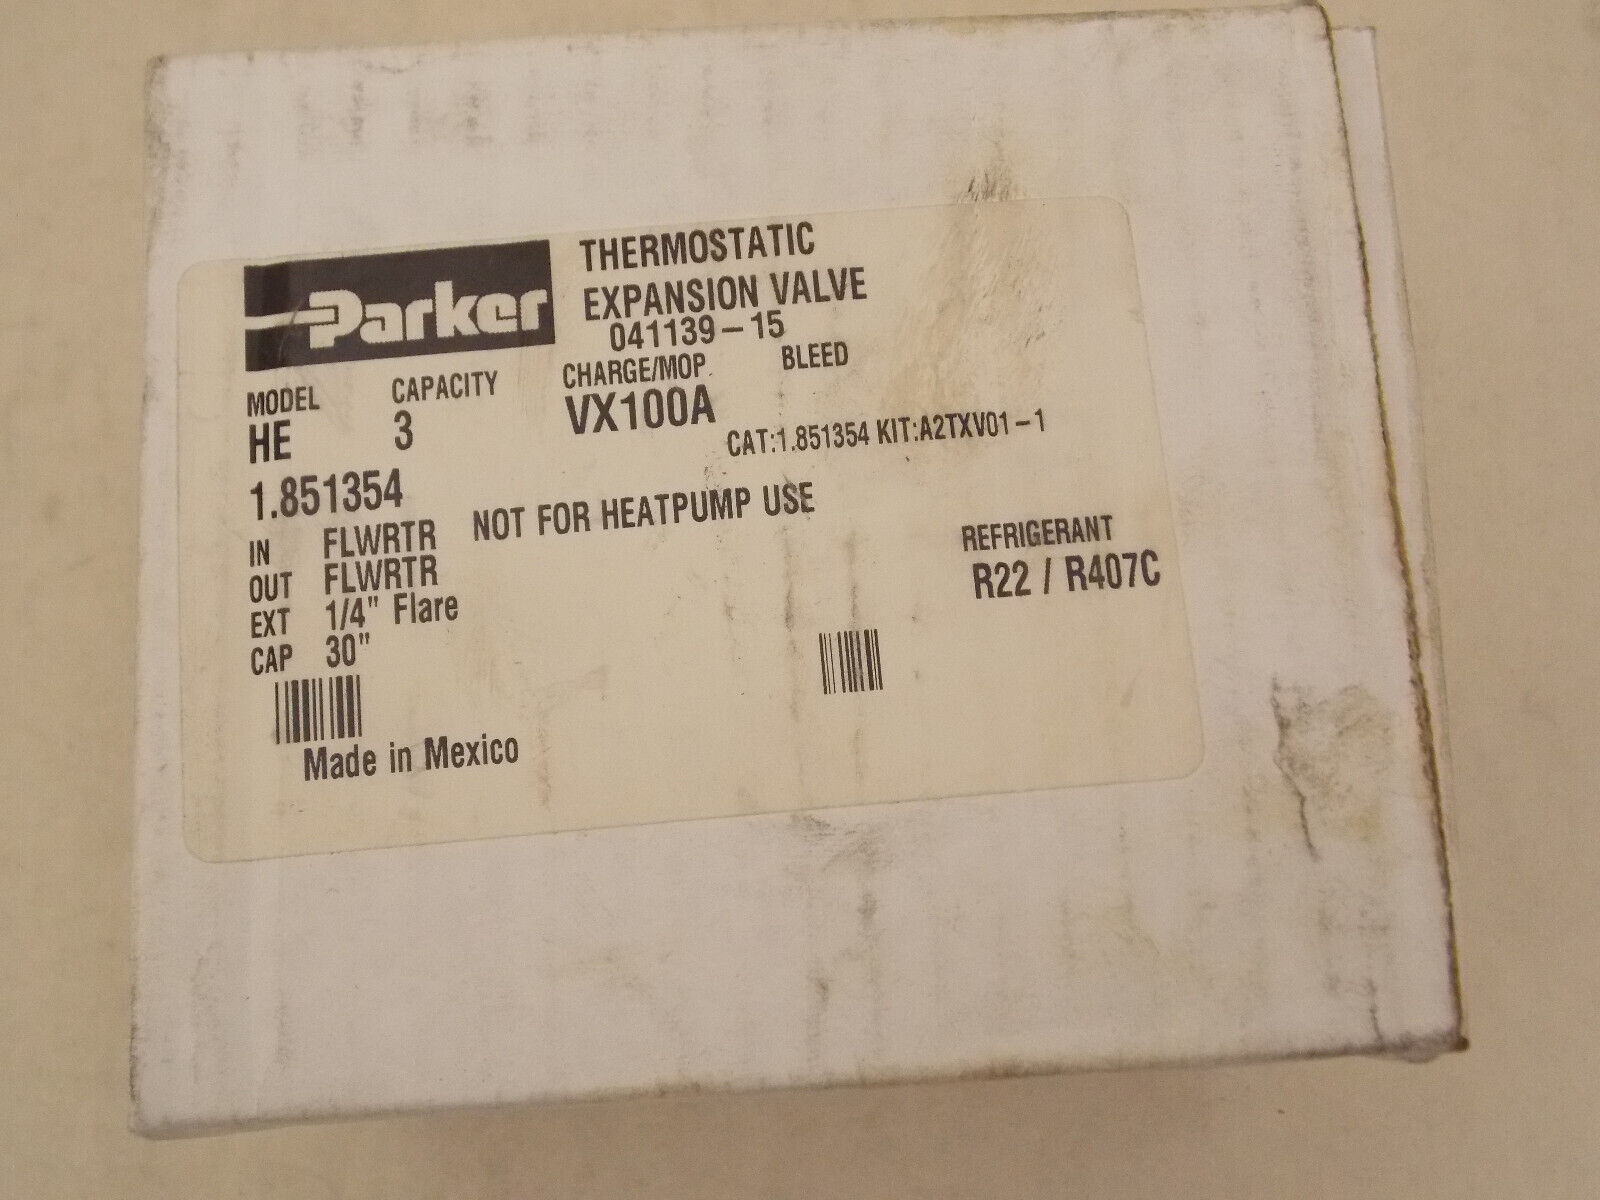 Parker
THERMOSTATIC
EXPANSION VALVE
041139-15
MODEL CAPACITY CHARGE/MOP. BLEED
HE 3 VX100A
CAT:1.851354 KIT:A2TXV01-1
1.851354
NOT FOR HEATPUMP USE
IN FLWRTR
OUT FLWRTR
EXT 1/4" Flare
CAP 30"
REFRIGERANT
R22 / R407C
Made in Mexico